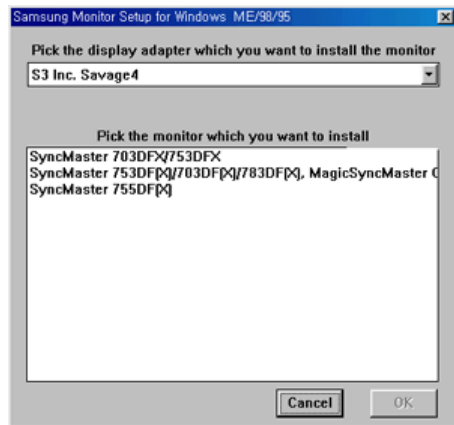 Samsung Monitor Setup for Windows ME/98/95
Pick the display adapter which you want to install the monitor
S3 Inc. Savage4
Pick the monitor which you want to install
SyncMaster 703DFX/753DFX
SyncMaster 753DF[X]/703DF[X]/783DF[X], MagicSyncMaster
SyncMaster 755DF[X]
Cancel
OK